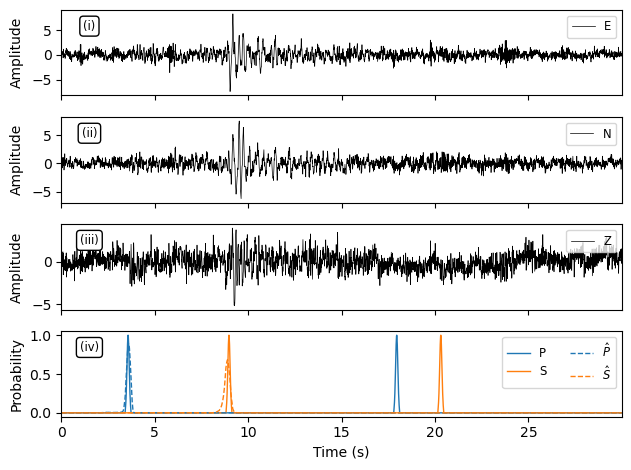 (i)
E
Amplitude
5
0
−5
(ii)
N
Amplitude
5
0
−5
(iii)
Z
Amplitude
0
−5
(iv)
P
S
P̂
Ŝ
Probability
1.0
0.5
0.0
0 5 10 15 20 25
Time (s)